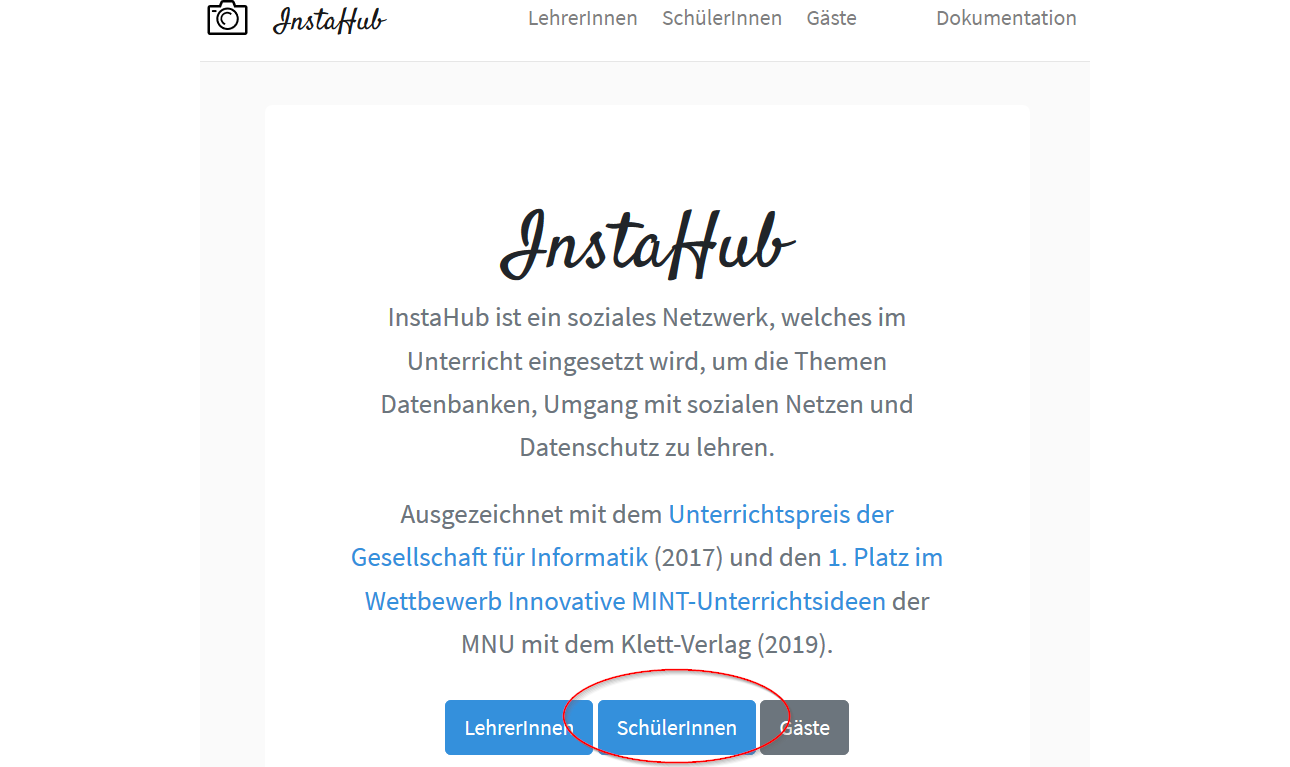 InstaHub LehrerInnen SchülerInnen Gäste Dokumentation
InstaHub
InstaHub ist ein soziales Netzwerk, welches im
Unterricht eingesetzt wird, um die Themen
Datenbanken, Umgang mit sozialen Netzen und
Datenschutz zu lehren.
Ausgezeichnet mit dem Unterrichtspreis der
Gesellschaft für Informatik (2017) und den 1. Platz im
Wettbewerb Innovative MINT-Unterrichtsideen der
MNU mit dem Klett-Verlag (2019).
LehrerInnen SchülerInnen Gäste